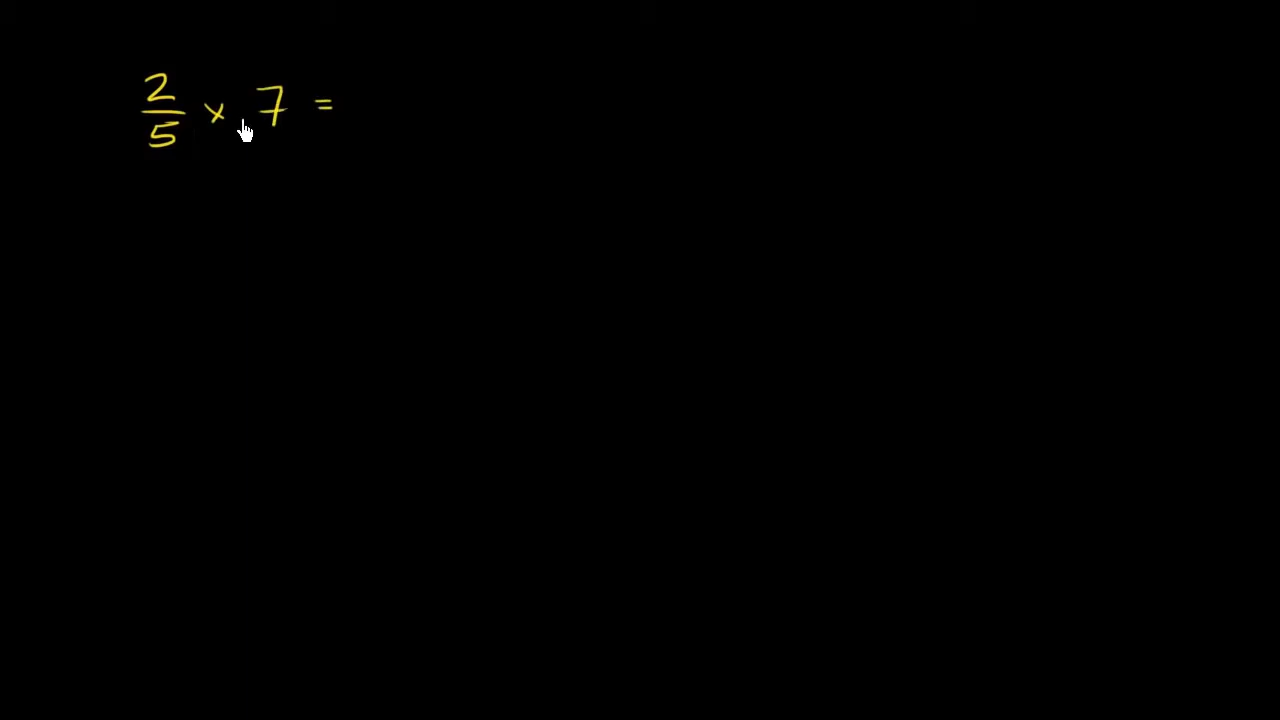 2/5 × 7 =